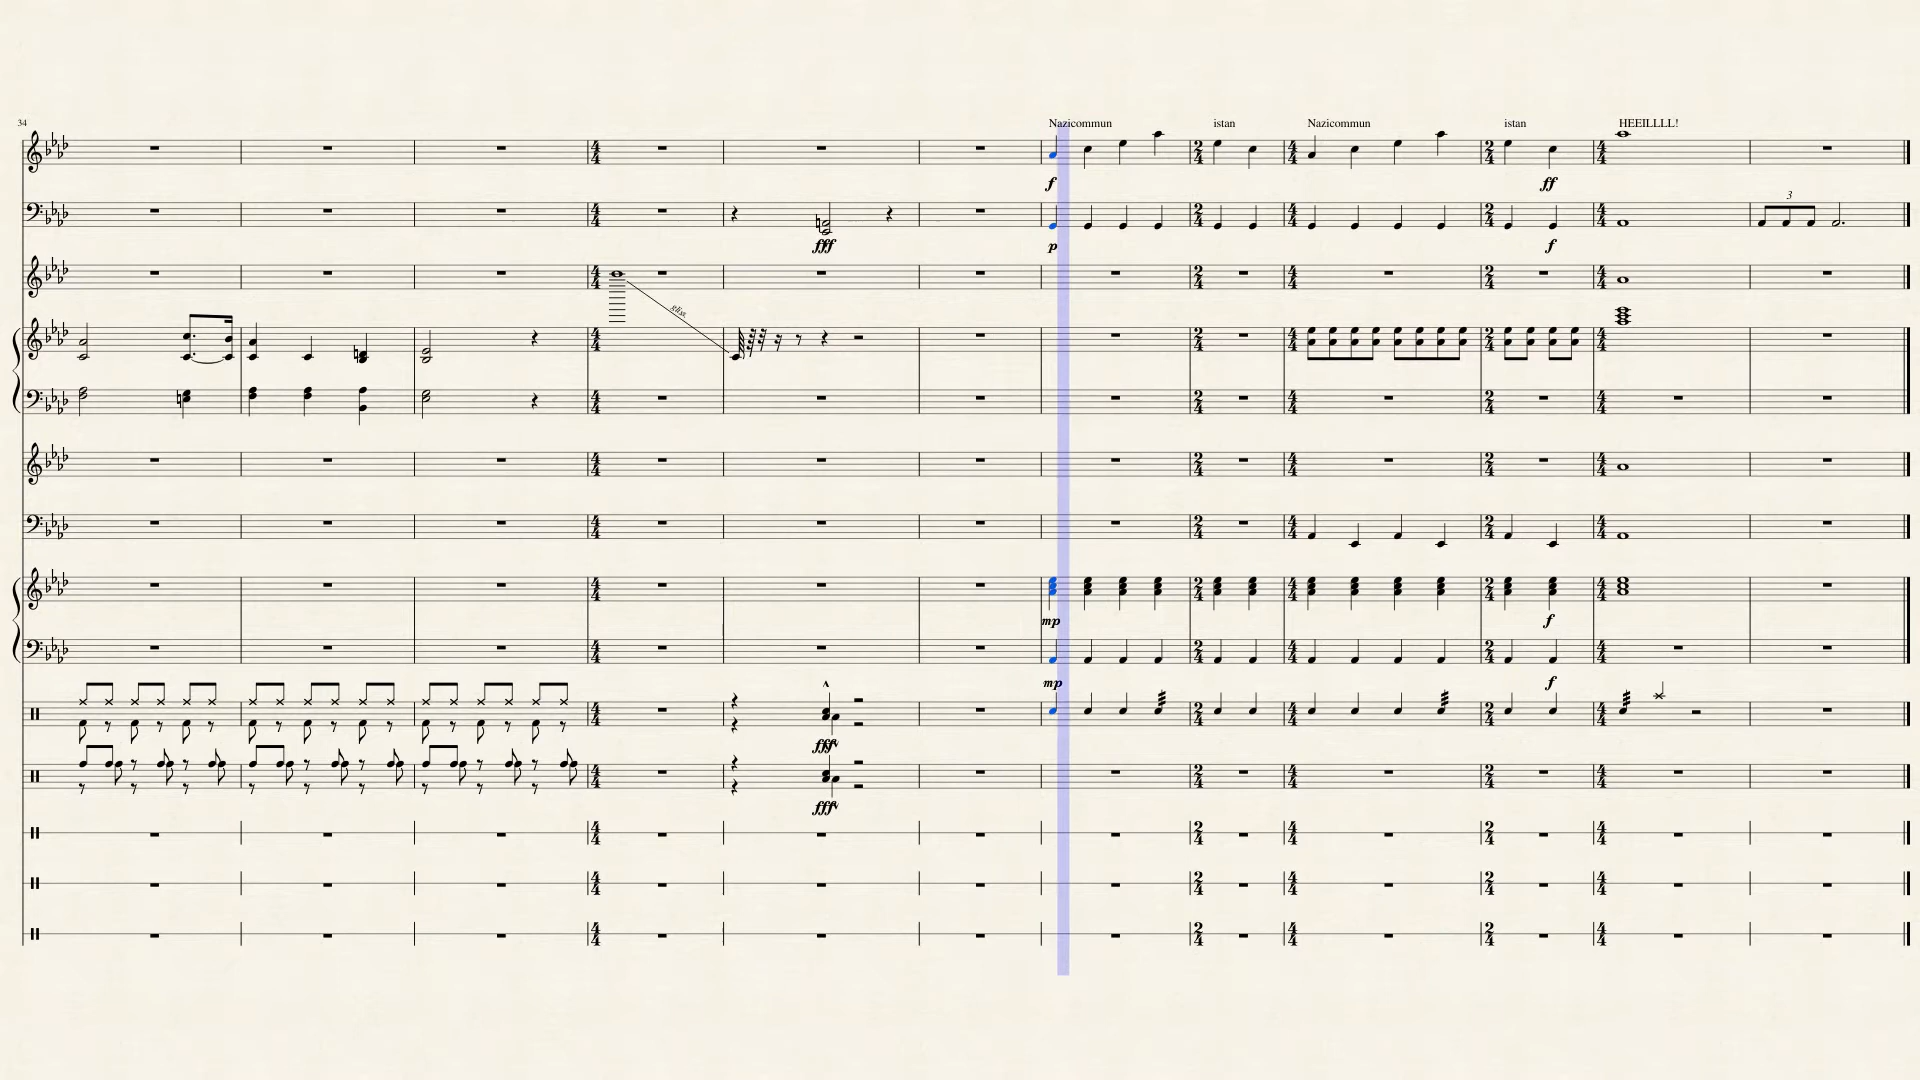 34
Nazicommun istan Nazicommun istan HEEILLLL!
f ff
3
fff p f
gliss.
mp f
mp f
fff
fff